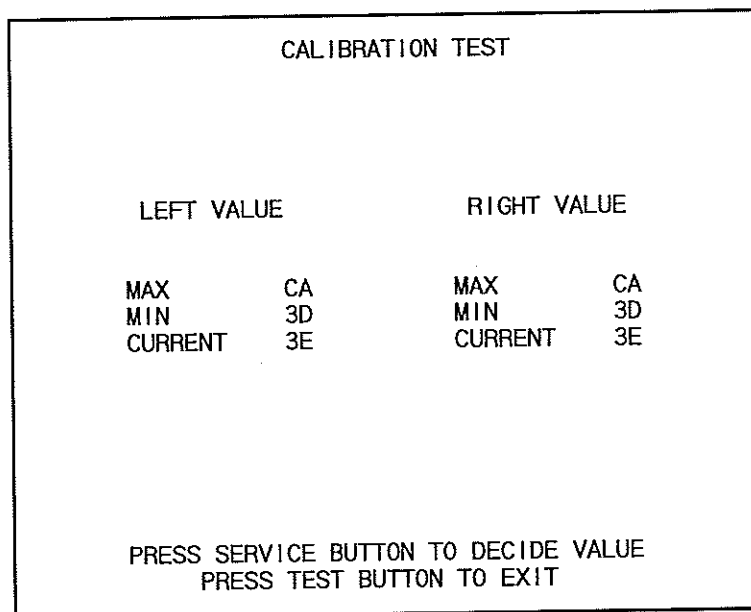 CALIBRATION TEST
LEFT VALUE RIGHT VALUE
MAX CA MAX CA
MIN 3D MIN 3D
CURRENT 3E CURRENT 3E
PRESS SERVICE BUTTON TO DECIDE VALUE
PRESS TEST BUTTON TO EXIT